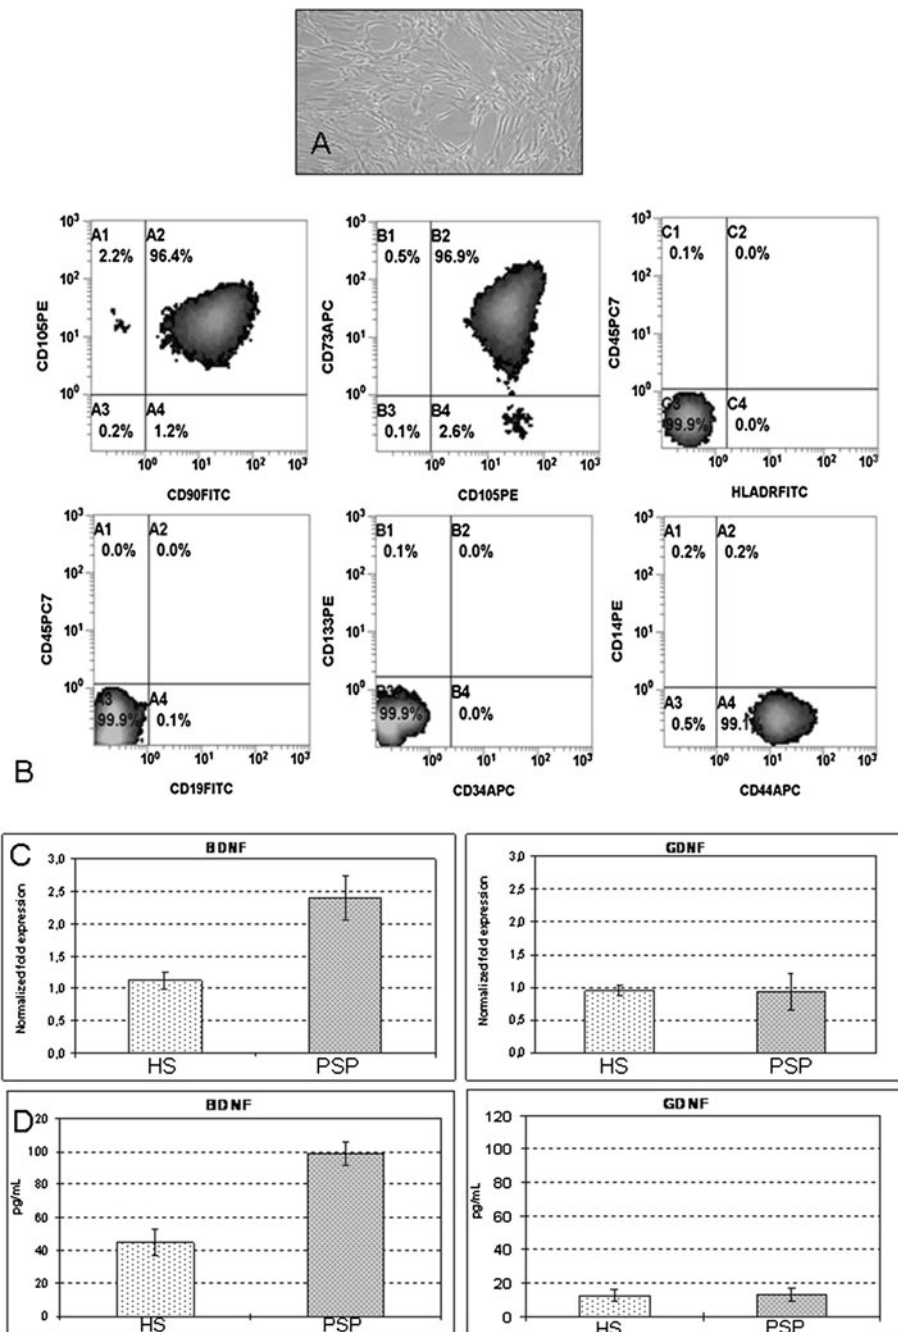 A
10³
A1
A2
2.2%
96.4%
10²
CD105PE
10¹
10⁰
A3
A4
0.2%
1.2%
10⁰
10¹
10²
10³
CD90FITC
10³
B1
B2
0.5%
96.9%
10²
CD73APC
10¹
10⁰
B3
B4
0.1%
2.6%
10⁰
10¹
10²
10³
CD105PE
10³
C1
C2
0.1%
0.0%
10²
CD45PC7
10¹
10⁰
C3
C4
99.9%
0.0%
10⁰
10¹
10²
10³
HLADRFITC
10³
A1
A2
0.0%
0.0%
10²
CD45PC7
10¹
10⁰
A3
A4
99.9%
0.1%
10⁰
10¹
10²
10³
CD19FITC
10³
B1
B2
0.1%
0.0%
10²
CD133PE
10¹
10⁰
B3
B4
99.9%
0.0%
10⁰
10¹
10²
10³
CD34APC
10³
A1
A2
0.2%
0.2%
10²
CD14PE
10¹
10⁰
A3
A4
0.5%
99.1%
10⁰
10¹
10²
10³
CD44APC
B
C
BDNF
Normalized fold expression
3,0
2,5
2,0
1,5
1,0
0,5
0,0
HS
PSP
GDNF
Normalized fold expression
3,0
2,5
2,0
1,5
1,0
0,5
0,0
HS
PSP
D
BDNF
pg/mL
20
100
80
60
40
20
0
HS
PSP
GDNF
pg/mL
120
100
80
60
40
20
0
HS
PSP